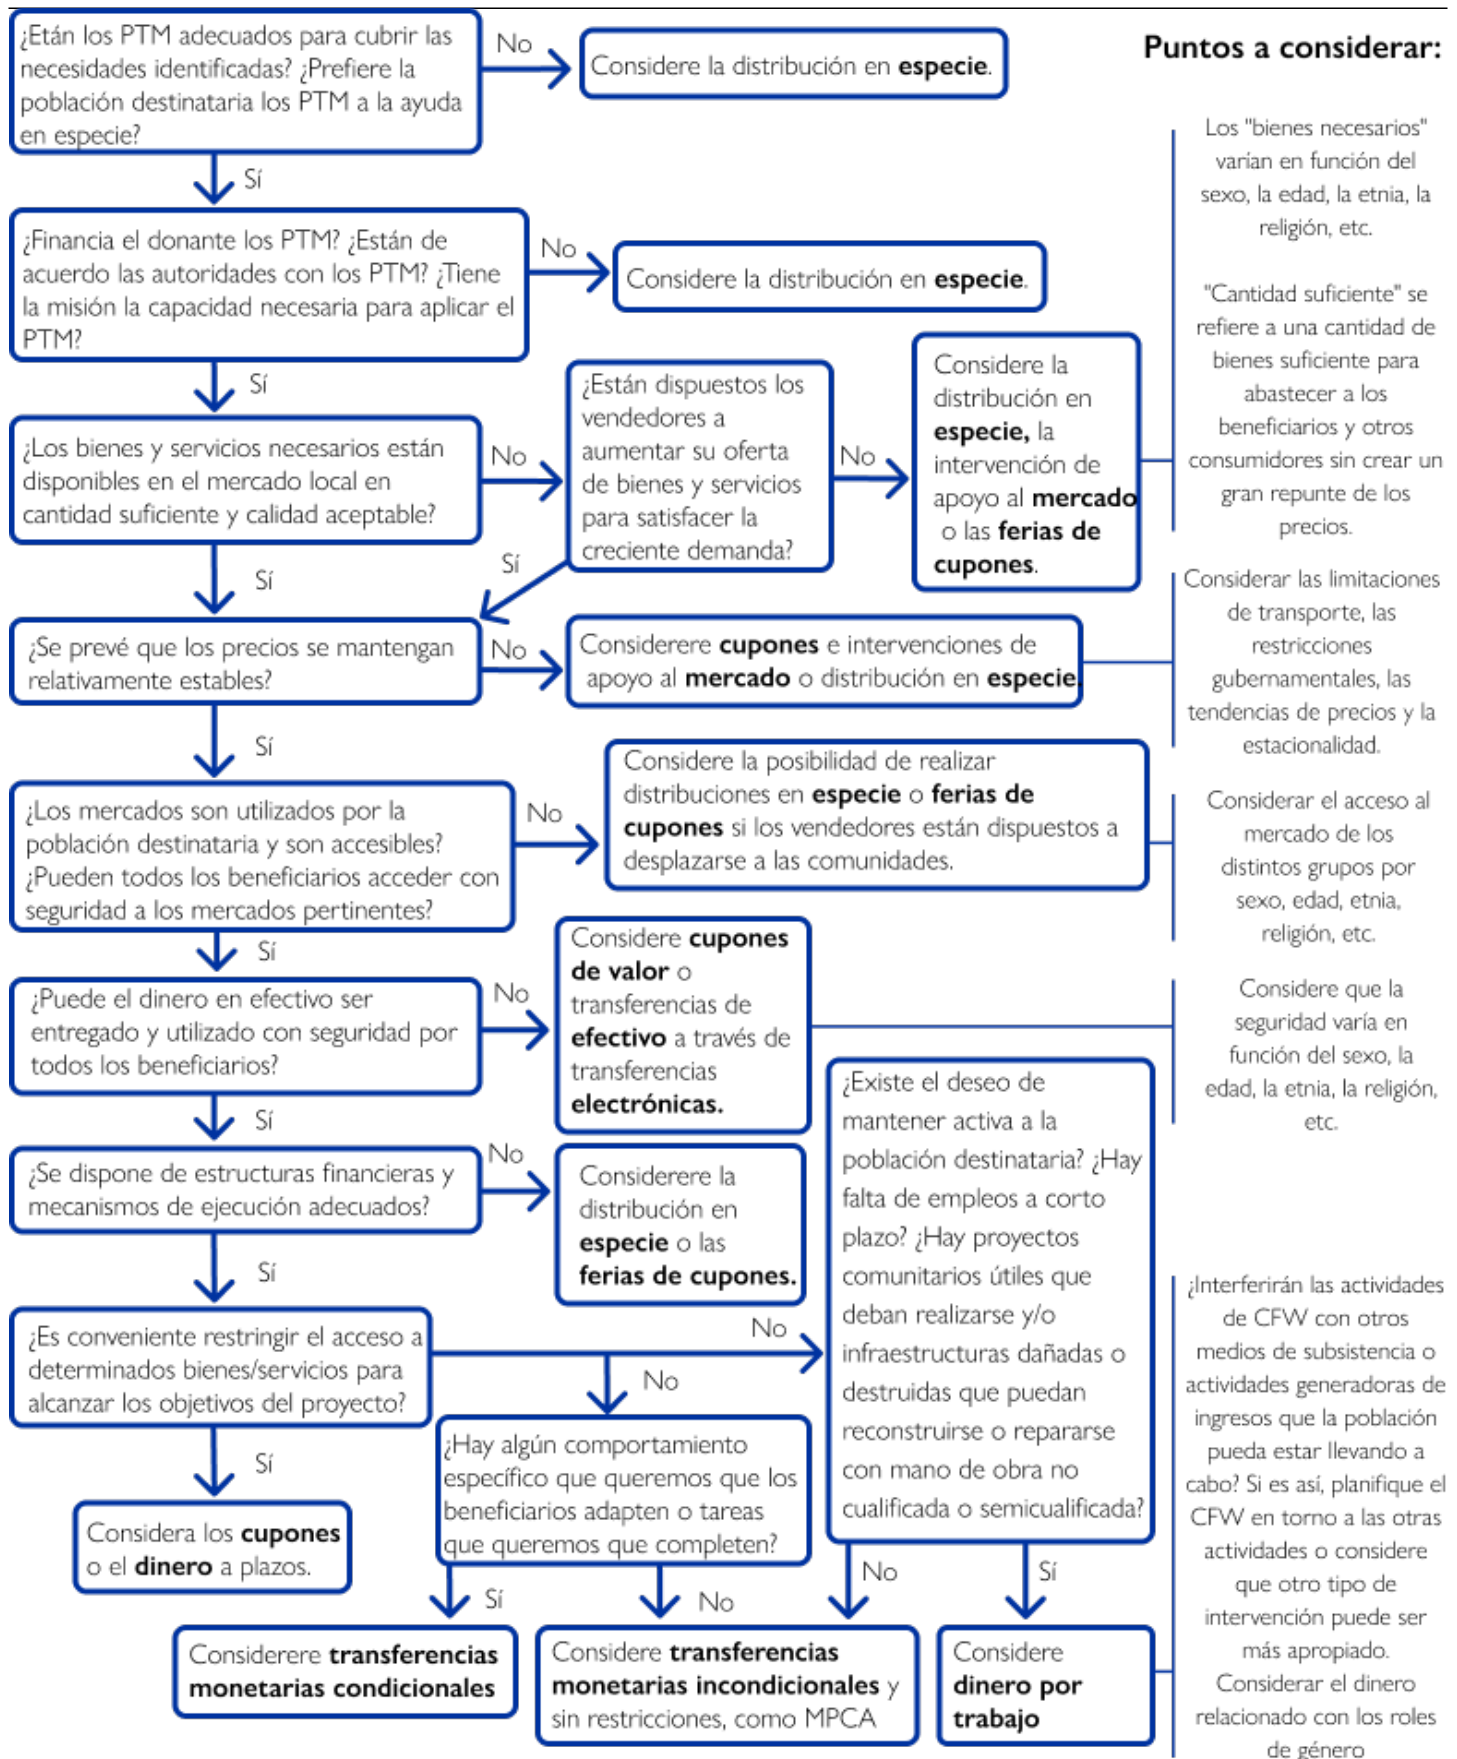 ¿Etán los PTM adecuados para cubrir las
necesidades identificadas? ¿Prefiere la
población destinataria los PTM a la ayuda
en especie?
No
Considere la distribución en especie.
Puntos a considerar:
Sí
Los "bienes necesarios"
varían en función del
sexo, la edad, la etnia, la
religión, etc.
¿Financia el donante los PTM? ¿Están de
acuerdo las autoridades con los PTM? ¿Tiene
la misión la capacidad necesaria para aplicar el
PTM?
No
Considere la distribución en especie.
"Cantidad suficiente" se
refiere a una cantidad de
bienes suficiente para
abastecer a los
beneficiarios y otros
consumidores sin crear un
gran repunte de los
precios.
Sí
¿Los bienes y servicios necesarios están
disponibles en el mercado local en
cantidad suficiente y calidad aceptable?
No
¿Están dispuestos los
vendedores a
aumentar su oferta
de bienes y servicios
para satisfacer la
creciente demanda?
No
Considere la
distribución en
especie, la
intervención de
apoyo al mercado
o las ferias de
cupones.
Sí
Sí
¿Se prevé que los precios se mantengan
relativamente estables?
No
Considerere cupones e intervenciones de
apoyo al mercado o distribución en especie.
Considerar las limitaciones
de transporte, las
restricciones
gubernamentales, las
tendencias de precios y la
estacionalidad.
Sí
¿Los mercados son utilizados por la
población destinataria y son accesibles?
¿Pueden todos los beneficiarios acceder con
seguridad a los mercados pertinentes?
No
Considere la posibilidad de realizar
distribuciones en especie o ferias de
cupones si los vendedores están dispuestos a
desplazarse a las comunidades.
Considerar el acceso al
mercado de los
distintos grupos por
sexo, edad, etnia,
religión, etc.
Sí
¿Puede el dinero en efectivo ser
entregado y utilizado con seguridad por
todos los beneficiarios?
No
Considere cupones
de valor o
transferencias de
efectivo a través de
transferencias
electrónicas.
Considere que la
seguridad varía en
función del sexo, la
edad, la etnia, la religión,
etc.
Sí
¿Se dispone de estructuras financieras y
mecanismos de ejecución adecuados?
No
Considerere la
distribución en
especie o las
ferias de cupones.
Sí
¿Es conveniente restringir el acceso a
determinados bienes/servicios para
alcanzar los objetivos del proyecto?
No
¿Existe el deseo de
mantener activa a la
población destinataria? ¿Hay
falta de empleos a corto
plazo? ¿Hay proyectos
comunitarios útiles que
deban realizarse y/o
infraestructuras dañadas o
destruidas que puedan
reconstruirse o repararse
con mano de obra no
cualificada o semicualificada?
No
¿Hay algún comportamiento
específico que queremos que los
beneficiarios adapten o tareas
que queremos que completen?
Sí
Considera los cupones
o el dinero a plazos.
Sí
Considerere transferencias
monetarias condicionales
No
No
Considere transferencias
monetarias incondicionales y
sin restricciones, como MPCA
Sí
Considere
dinero por
trabajo
¿Interferirán las actividades
de CFW con otros
medios de subsistencia o
actividades generadoras de
ingresos que la población
pueda estar llevando a
cabo? Si es así, planifique el
CFW en torno a las otras
actividades o considere
que otro tipo de
intervención puede ser
más apropiado.
Considerar el dinero
relacionado con los roles
de género